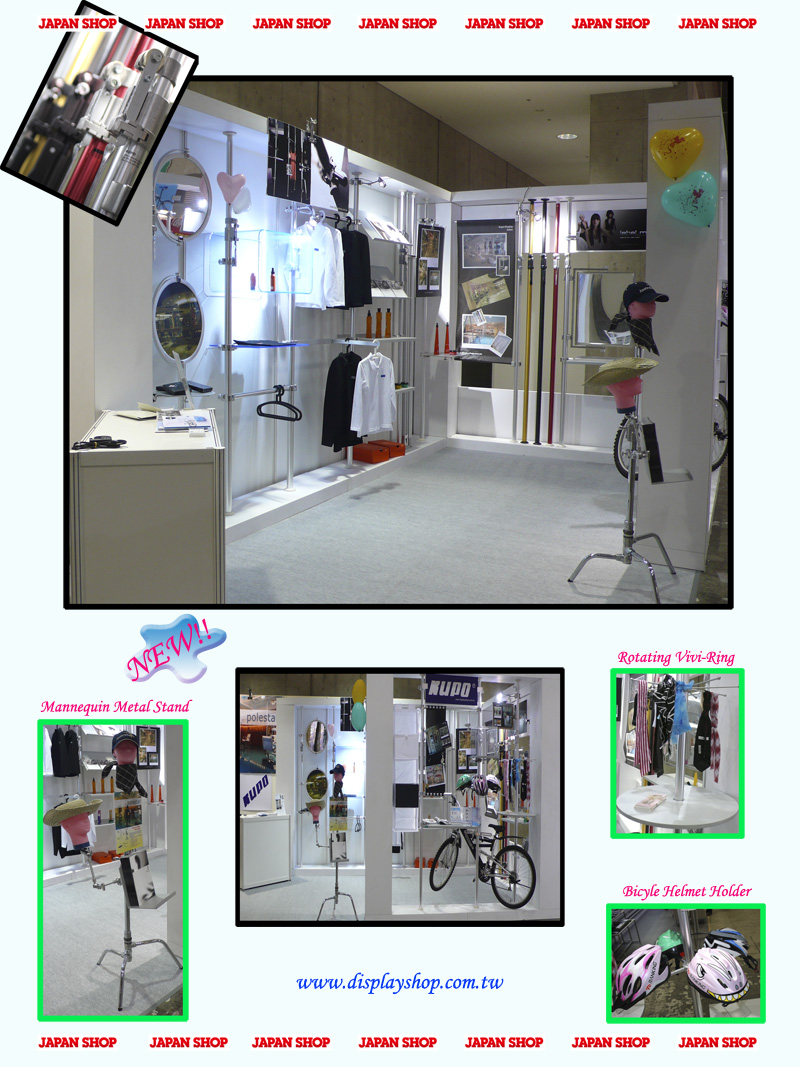 JAPAN SHOP JAPAN SHOP JAPAN SHOP JAPAN SHOP JAPAN SHOP JAPAN SHOP JAPAN SHOP
NEW!!
Mannequin Metal Stand
Rotating Vivi-Ring
polesta
KUPO
KUPO
Bicyle Helmet Holder
www.displayshop.com.tw
JAPAN SHOP JAPAN SHOP JAPAN SHOP JAPAN SHOP JAPAN SHOP JAPAN SHOP JAPAN SHOP